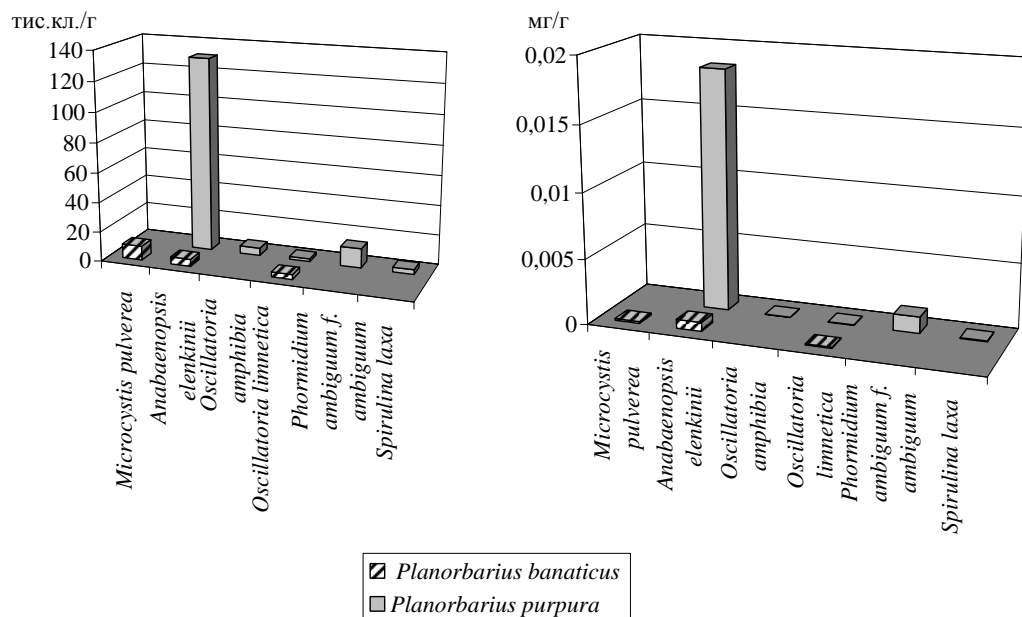 тис.кл./г
140
120
100
80
60
40
20
0
Microcystis pulverea
Anabaenopsis
elenkinii
Oscillatoria
amphibia
Oscillatoria limnetica
Phormidium
ambiguum f.
ambiguum
Spirulina laxa
мг/г
0,02
0,015
0,01
0,005
0
Microcystis
pulverea
Anabaenopsis
elenkinii
Oscillatoria
amphibia
Oscillatoria
limnetica
Phormidium
ambiguum f.
ambiguum
Spirulina laxa
Planorbarius banaticus
Planorbarius purpura